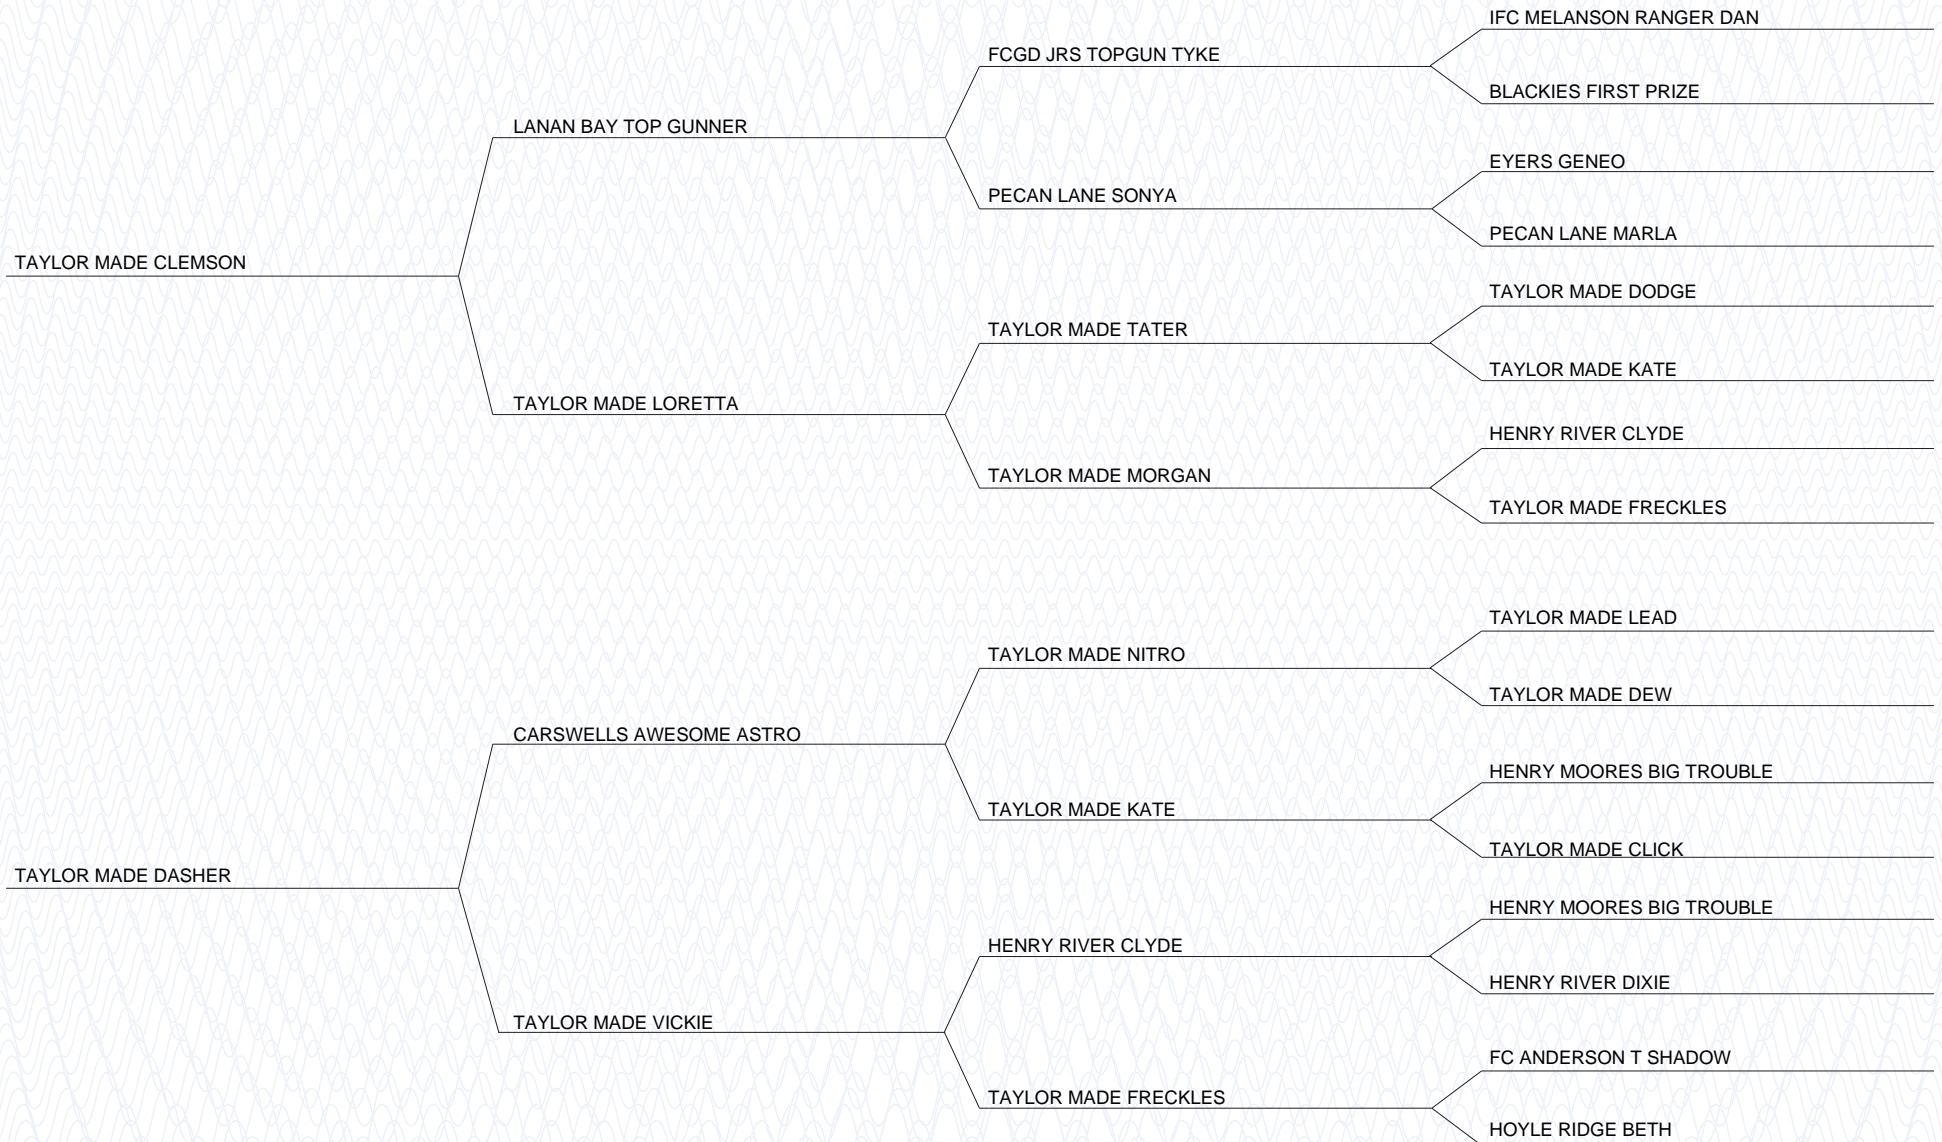 IFC MELANSON RANGER DAN
FCGD JRS TOPGUN TYKE
BLACKIES FIRST PRIZE
LANAN BAY TOP GUNNER
EYERS GENEO
PECAN LANE SONYA
PECAN LANE MARLA
TAYLOR MADE CLEMSON
TAYLOR MADE DODGE
TAYLOR MADE TATER
TAYLOR MADE KATE
TAYLOR MADE LORETTA
HENRY RIVER CLYDE
TAYLOR MADE MORGAN
TAYLOR MADE FRECKLES
TAYLOR MADE LEAD
TAYLOR MADE NITRO
TAYLOR MADE DEW
CARSWELLS AWESOME ASTRO
HENRY MOORES BIG TROUBLE
TAYLOR MADE KATE
TAYLOR MADE CLICK
TAYLOR MADE DASHER
HENRY MOORES BIG TROUBLE
HENRY RIVER CLYDE
HENRY RIVER DIXIE
TAYLOR MADE VICKIE
FC ANDERSON T SHADOW
TAYLOR MADE FRECKLES
HOYLE RIDGE BETH